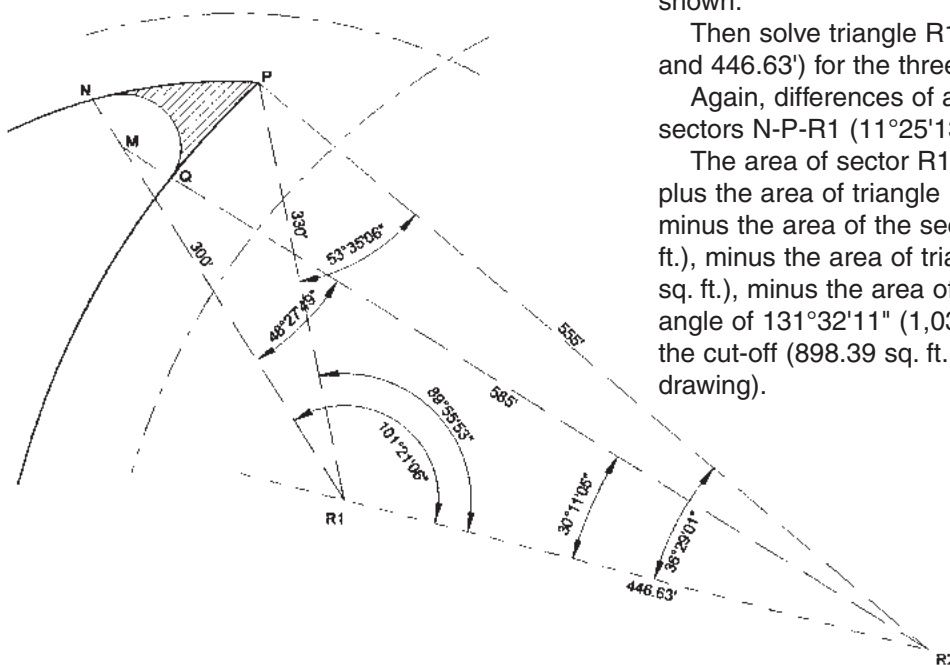 shown.
Then solve triangle R1
and 446.63') for the three
Again, differences of a
sectors N-P-R1 (11°25'13
The area of sector R1
plus the area of triangle
minus the area of the sec
ft.), minus the area of tria
sq. ft.), minus the area of
angle of 131°32'11" (1,03
the cut-off (898.39 sq. ft.
drawing).
N
P
M
Q
330'
300'
53°35'06"
48°27'49"
555'
585'
89°55'53"
101°21'06"
R1
30°11'05"
36°29'01"
446.63'